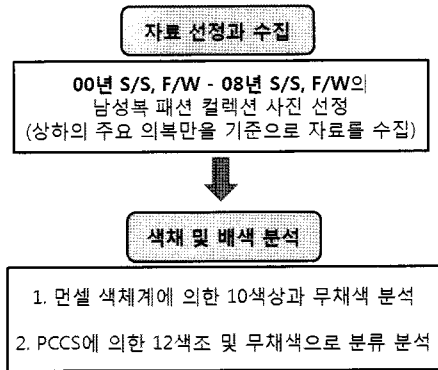 자료 선정과 수집
00년 S/S, F/W - 08년 S/S, F/W의
남성복 패션 컬렉션 사진 선정
(상하의 주요 의복만을 기준으로 자료를 수집)
색채 및 배색 분석
1. 먼셀 색체계에 의한 10색상과 무채색 분석
2. PCCS에 의한 12색조 및 무채색으로 분류 분석